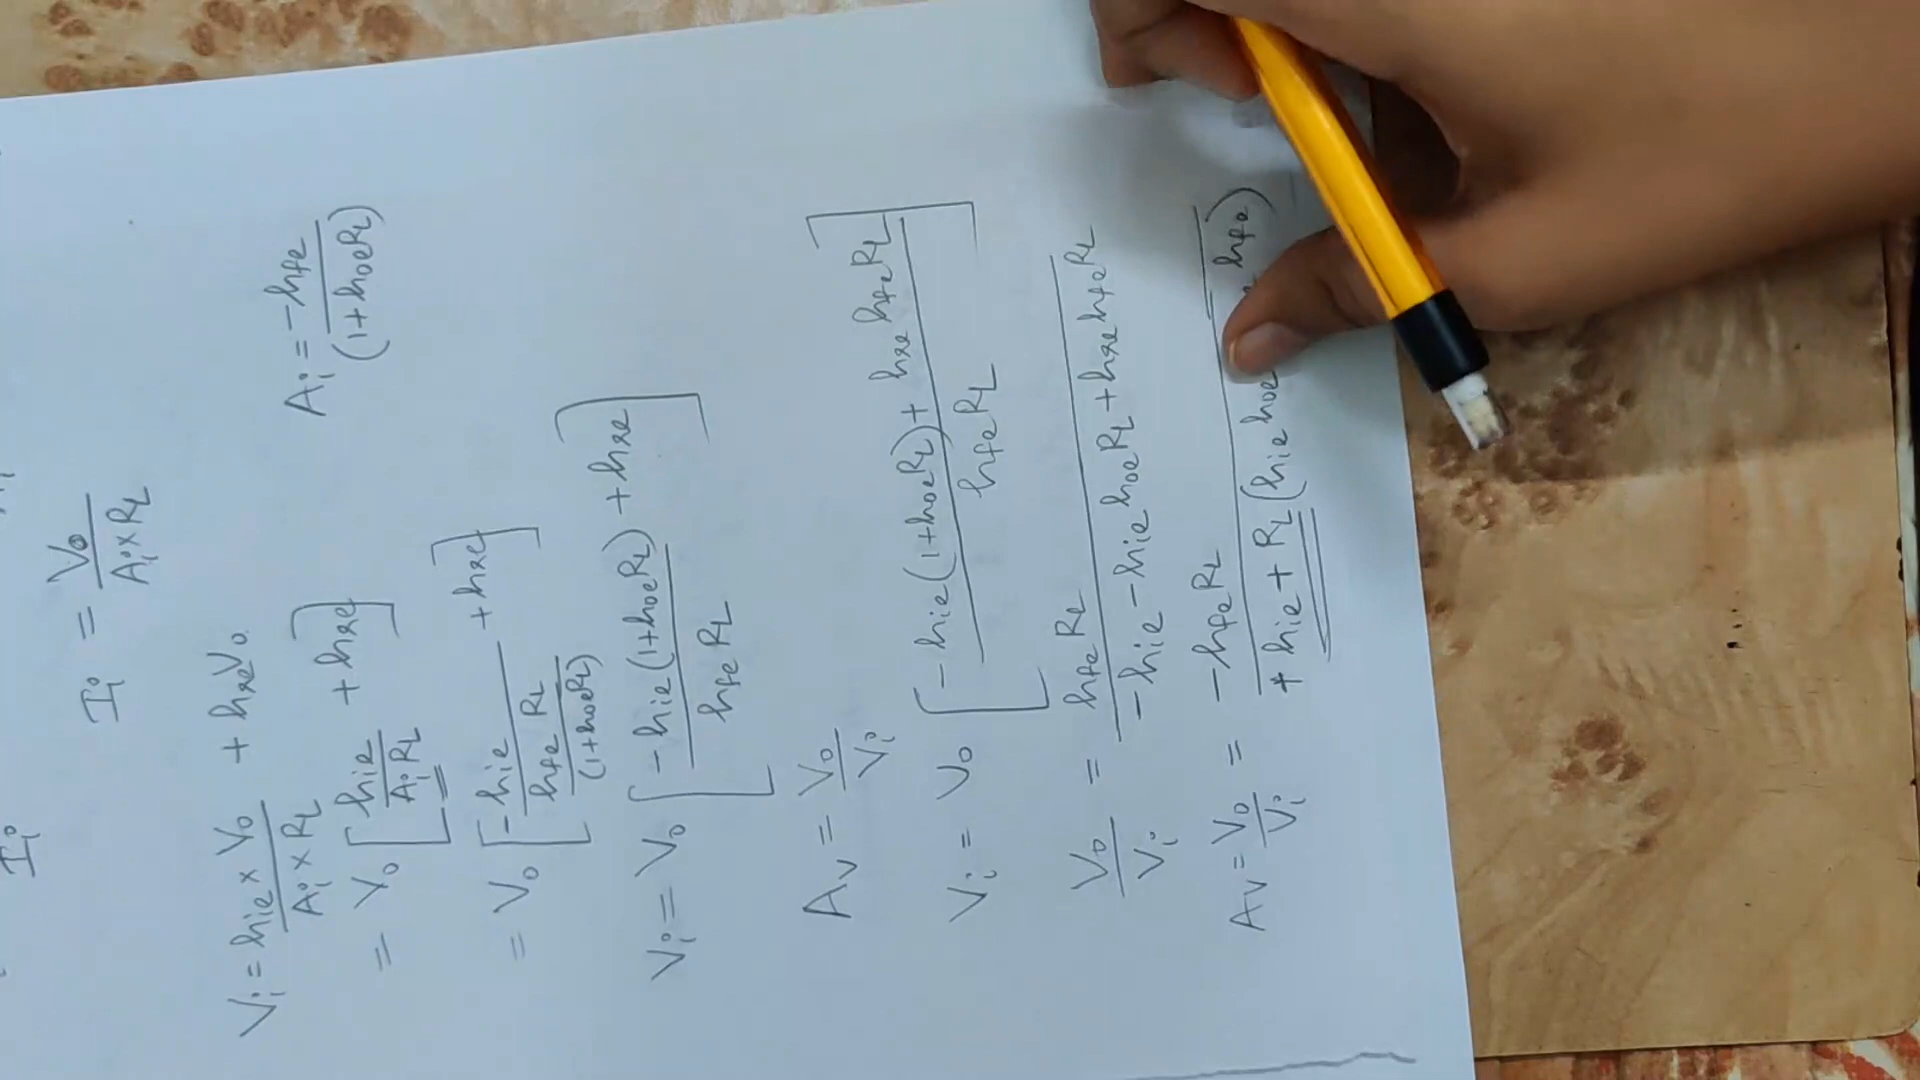 Ii
Ii = Vo / Ai × RL
Vi = hie × Vo / Ai × RL + hre Vo
= Vo [ hie / Ai RL + hre ]
Ai = -hfe / (1 + hoe RL)
= Vo [ -hie / hfe RL / (1 + hoe RL) + hre ]
Vi = Vo [ -hie (1 + hoe RL) / hfe RL + hre ]
Av = Vo / Vi
Vi = Vo [ -hie (1 + hoe RL) + hre hfe RL / hfe RL ]
Vo / Vi = hfe RL / -hie - hie hoe RL + hre hfe RL
Av = Vo / Vi = -hfe RL / + hie + RL (hie hoe hfe)